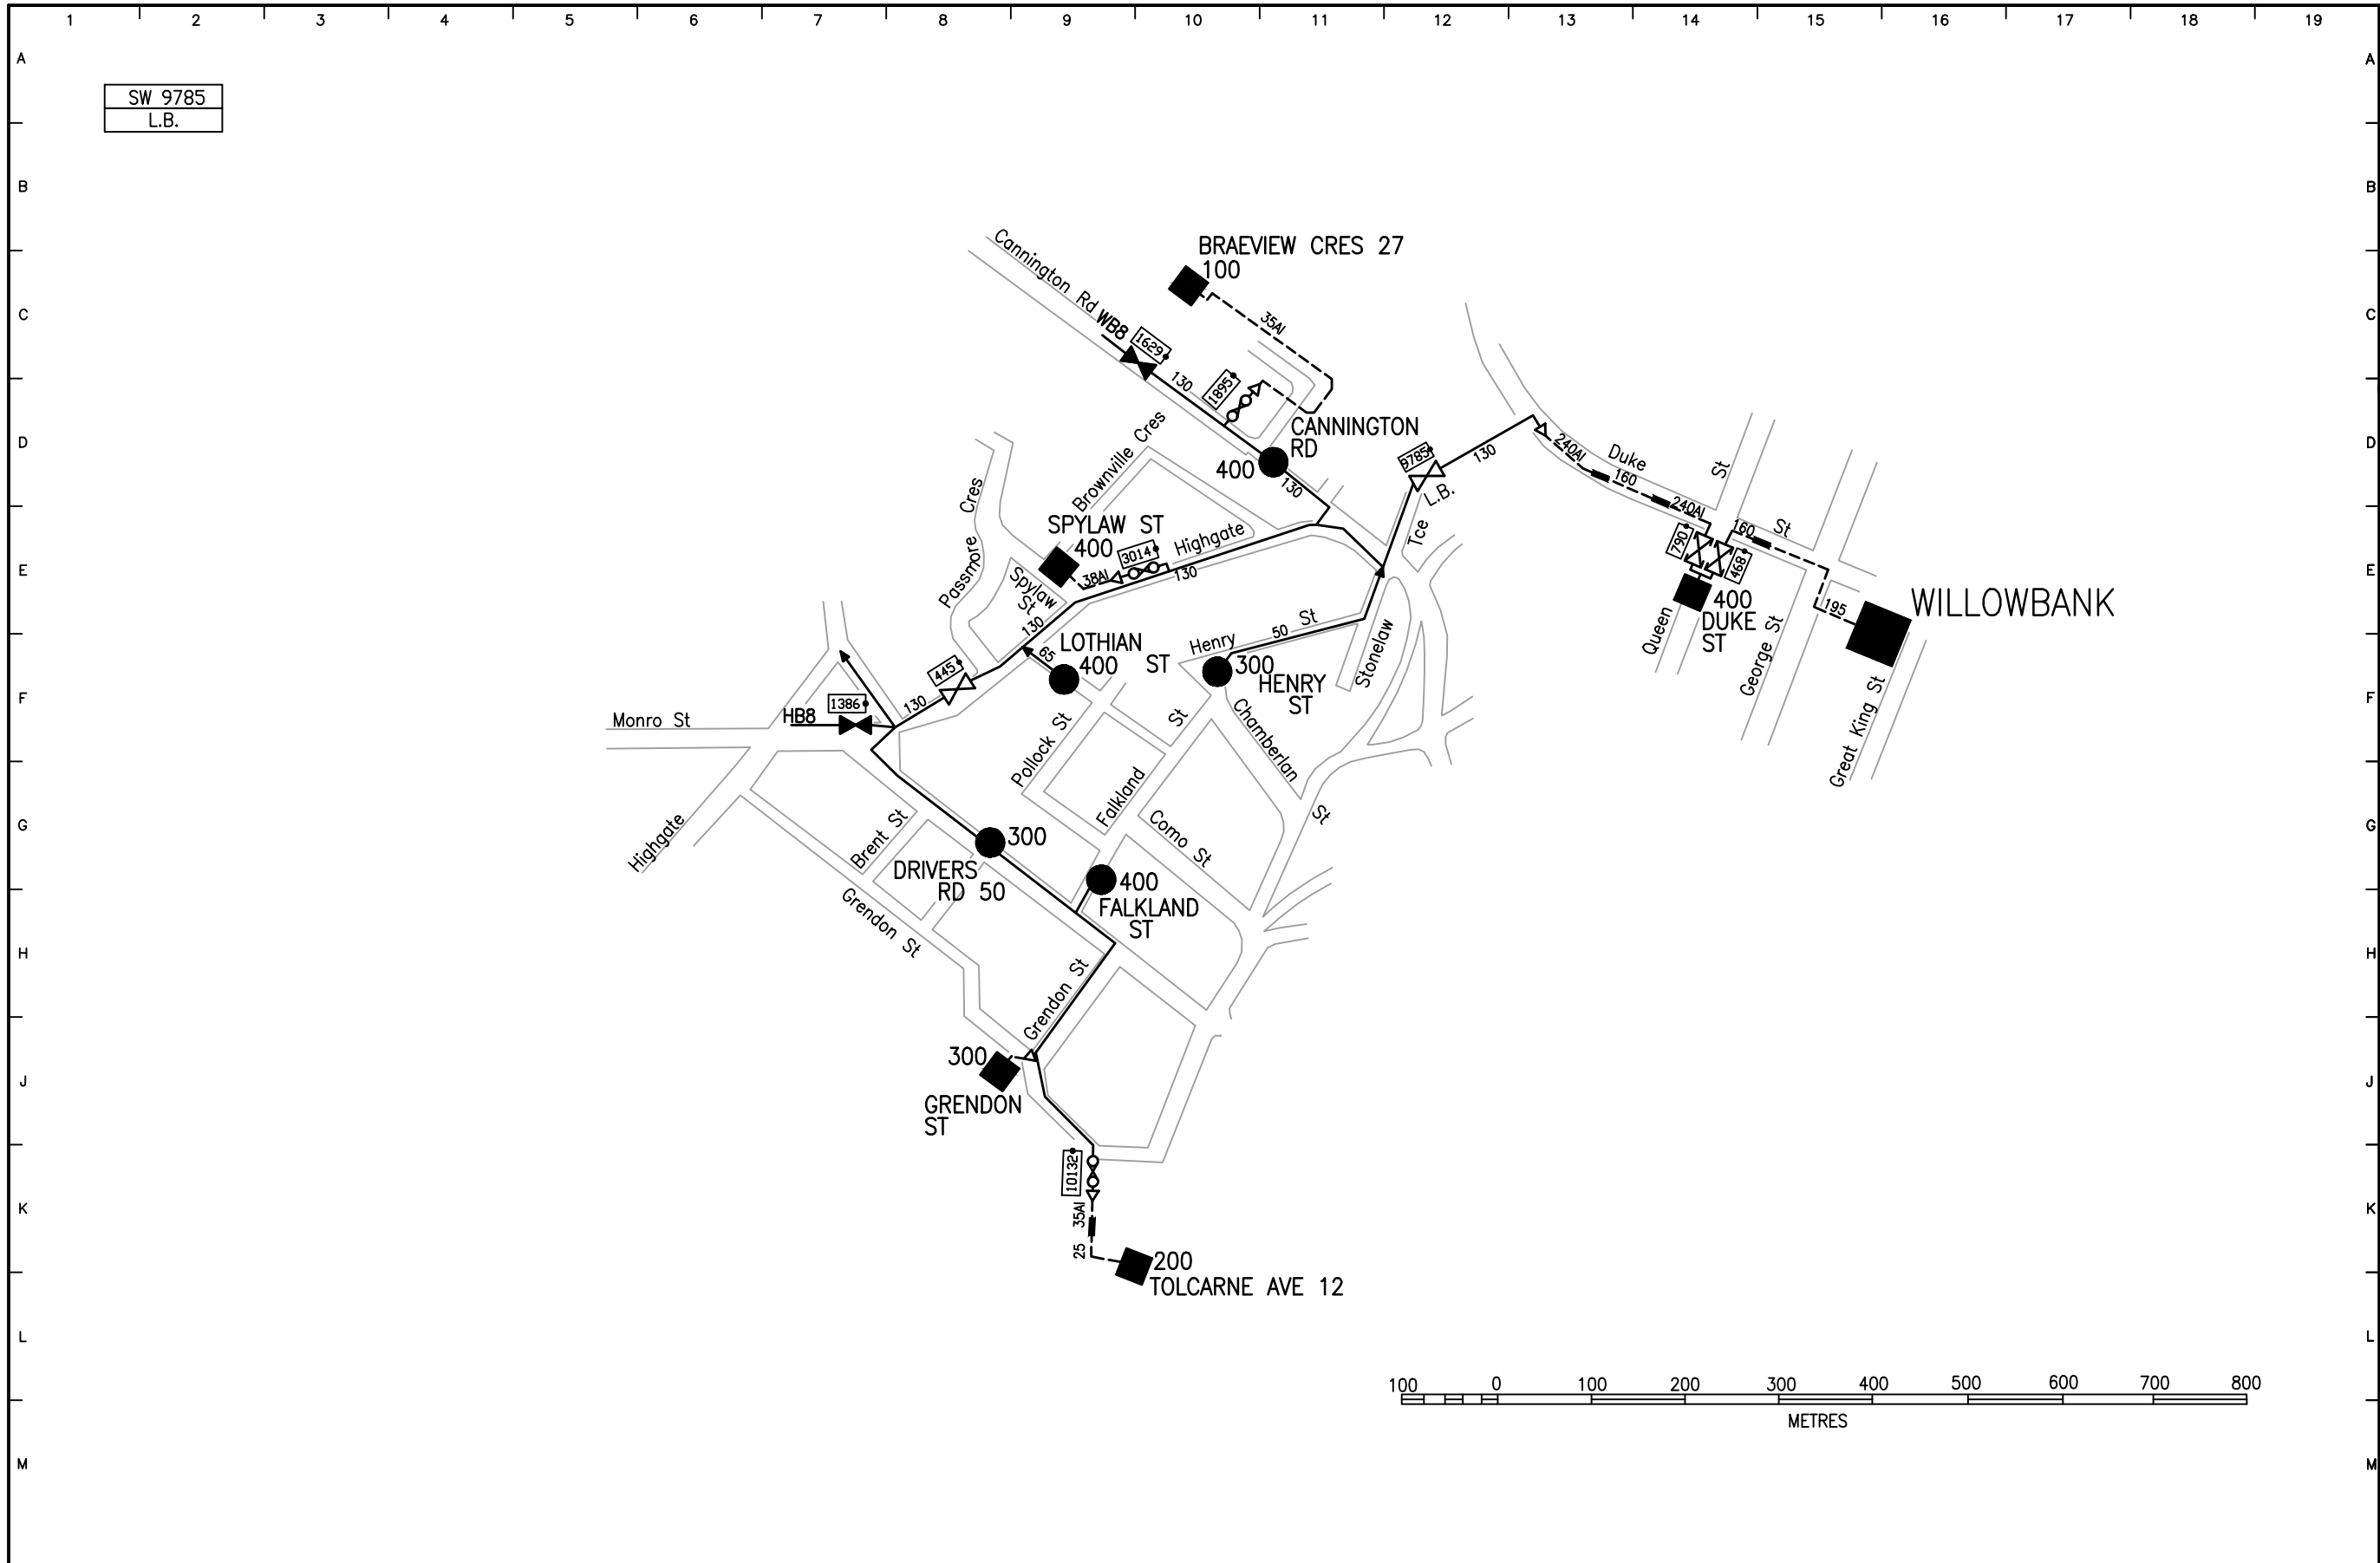 1 2 3 4 5 6 7 8 9 10 11 12 13 14 15 16 17 18 19
A A
SW 9785
L.B.
B B
BRAEVIEW CRES 27
100
Cannington Rd
WB8
1629
130
35AI
C C
1895
CANNINGTON
RD
400
130
D D
Brownville Cres
Passmore Cres
SPYLAW ST
400
3014
38AI
Highgate
130
Spylaw
St
130
9785
L.B.
130
Stonelaw Tce
240AI
160
240AI
Duke St
160
790
468
400
DUKE
ST
Queen St
George St
195
WILLOWBANK
Great King St
E E
LOTHIAN
ST
400
65
Henry St
50
300
HENRY
ST
445
130
1386
HB8
Monro St
F F
Pollock St
Falkland St
Chamberlan St
Como St
Highgate
Brent St
300
DRIVERS
RD 50
G G
400
FALKLAND
ST
Grendon St
H H
Grendon St
300
GRENDON
ST
J J
10132
35AI
25
K K
200
TOLCARNE AVE 12
L L
100 0 100 200 300 400 500 600 700 800
METRES
M M